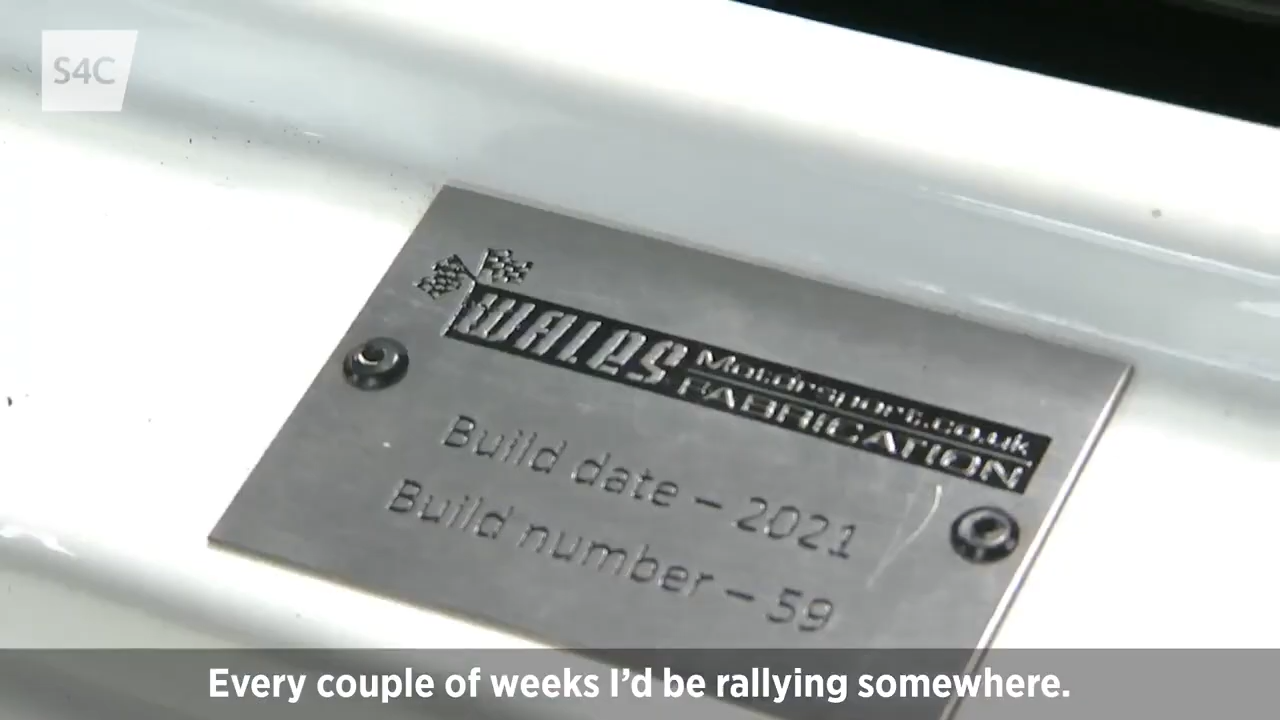 S4C
WALES Motorsport.co.uk
FABRICATION
Build date – 2021
Build number – 59
Every couple of weeks I'd be rallying somewhere.